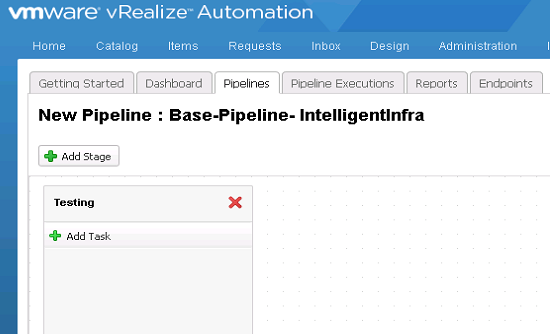 vmware® vRealize™ Automation
Home Catalog Items Requests Inbox Design Administration
Getting Started Dashboard Pipelines Pipeline Executions Reports Endpoints
New Pipeline : Base-Pipeline- IntelligentInfra
Add Stage
Testing
Add Task